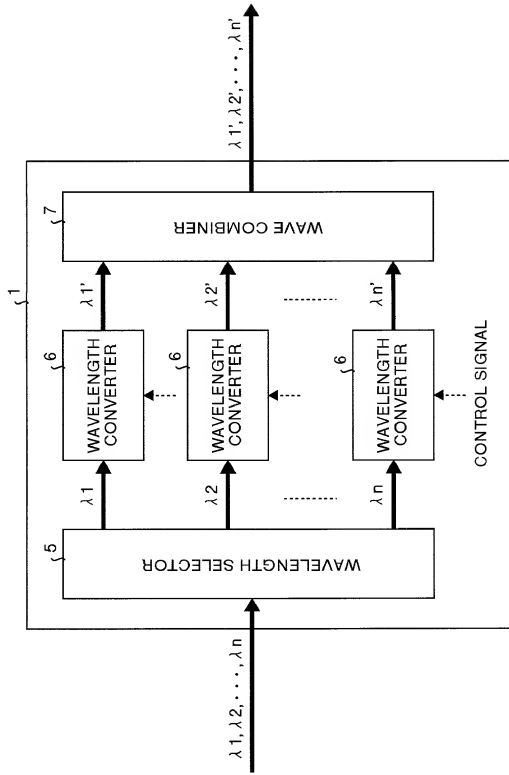 1
λ1, λ2, ・・・, λn
5
WAVELENGTH SELECTOR
λ1
6
WAVELENGTH
CONVERTER
λ1'
λ2
6
WAVELENGTH
CONVERTER
λ2'
λn
6
WAVELENGTH
CONVERTER
λn'
7
WAVE COMBINER
λ1', λ2', ・・・, λn'
CONTROL SIGNAL